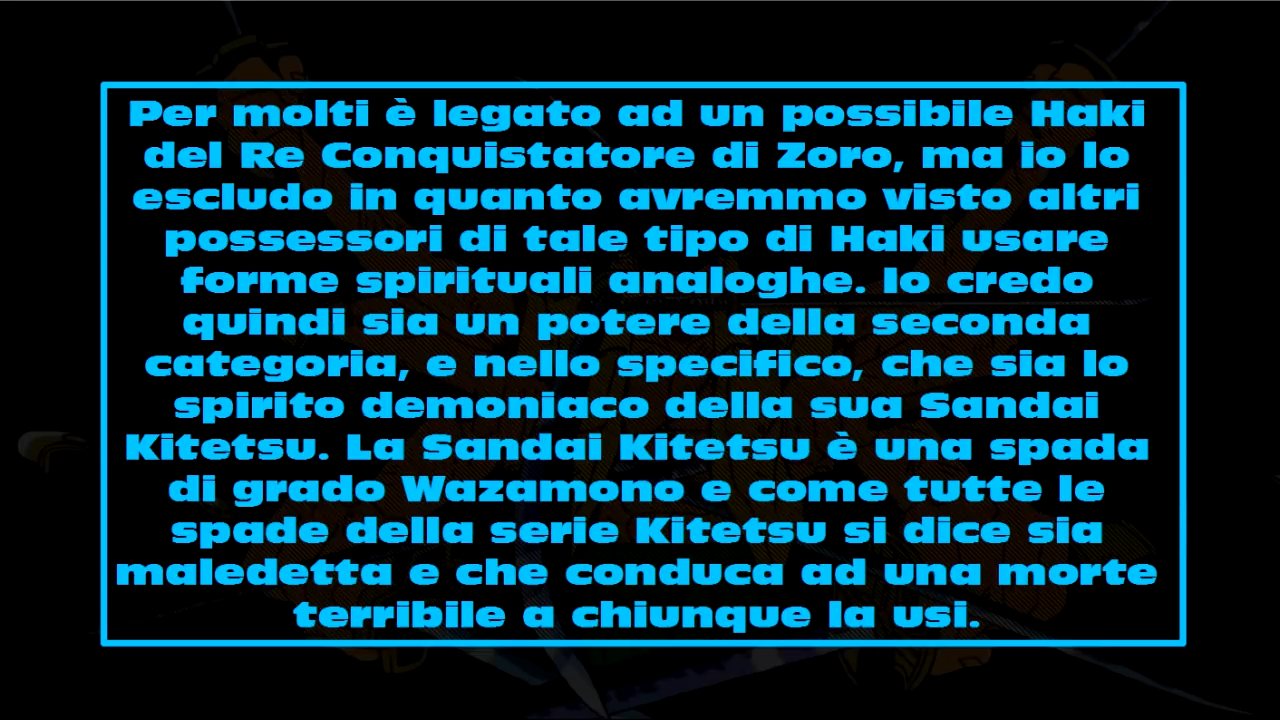 Per molti è legato ad un possibile Haki
del Re Conquistatore di Zoro, ma io lo
escludo in quanto avremmo visto altri
possessori di tale tipo di Haki usare
forme spirituali analoghe. Io credo
quindi sia un potere della seconda
categoria, e nello specifico, che sia lo
spirito demoniaco della sua Sandai
Kitetsu. La Sandai Kitetsu è una spada
di grado Wazamono e come tutte le
spade della serie Kitetsu si dice sia
maledetta e che conduca ad una morte
terribile a chiunque la usi.